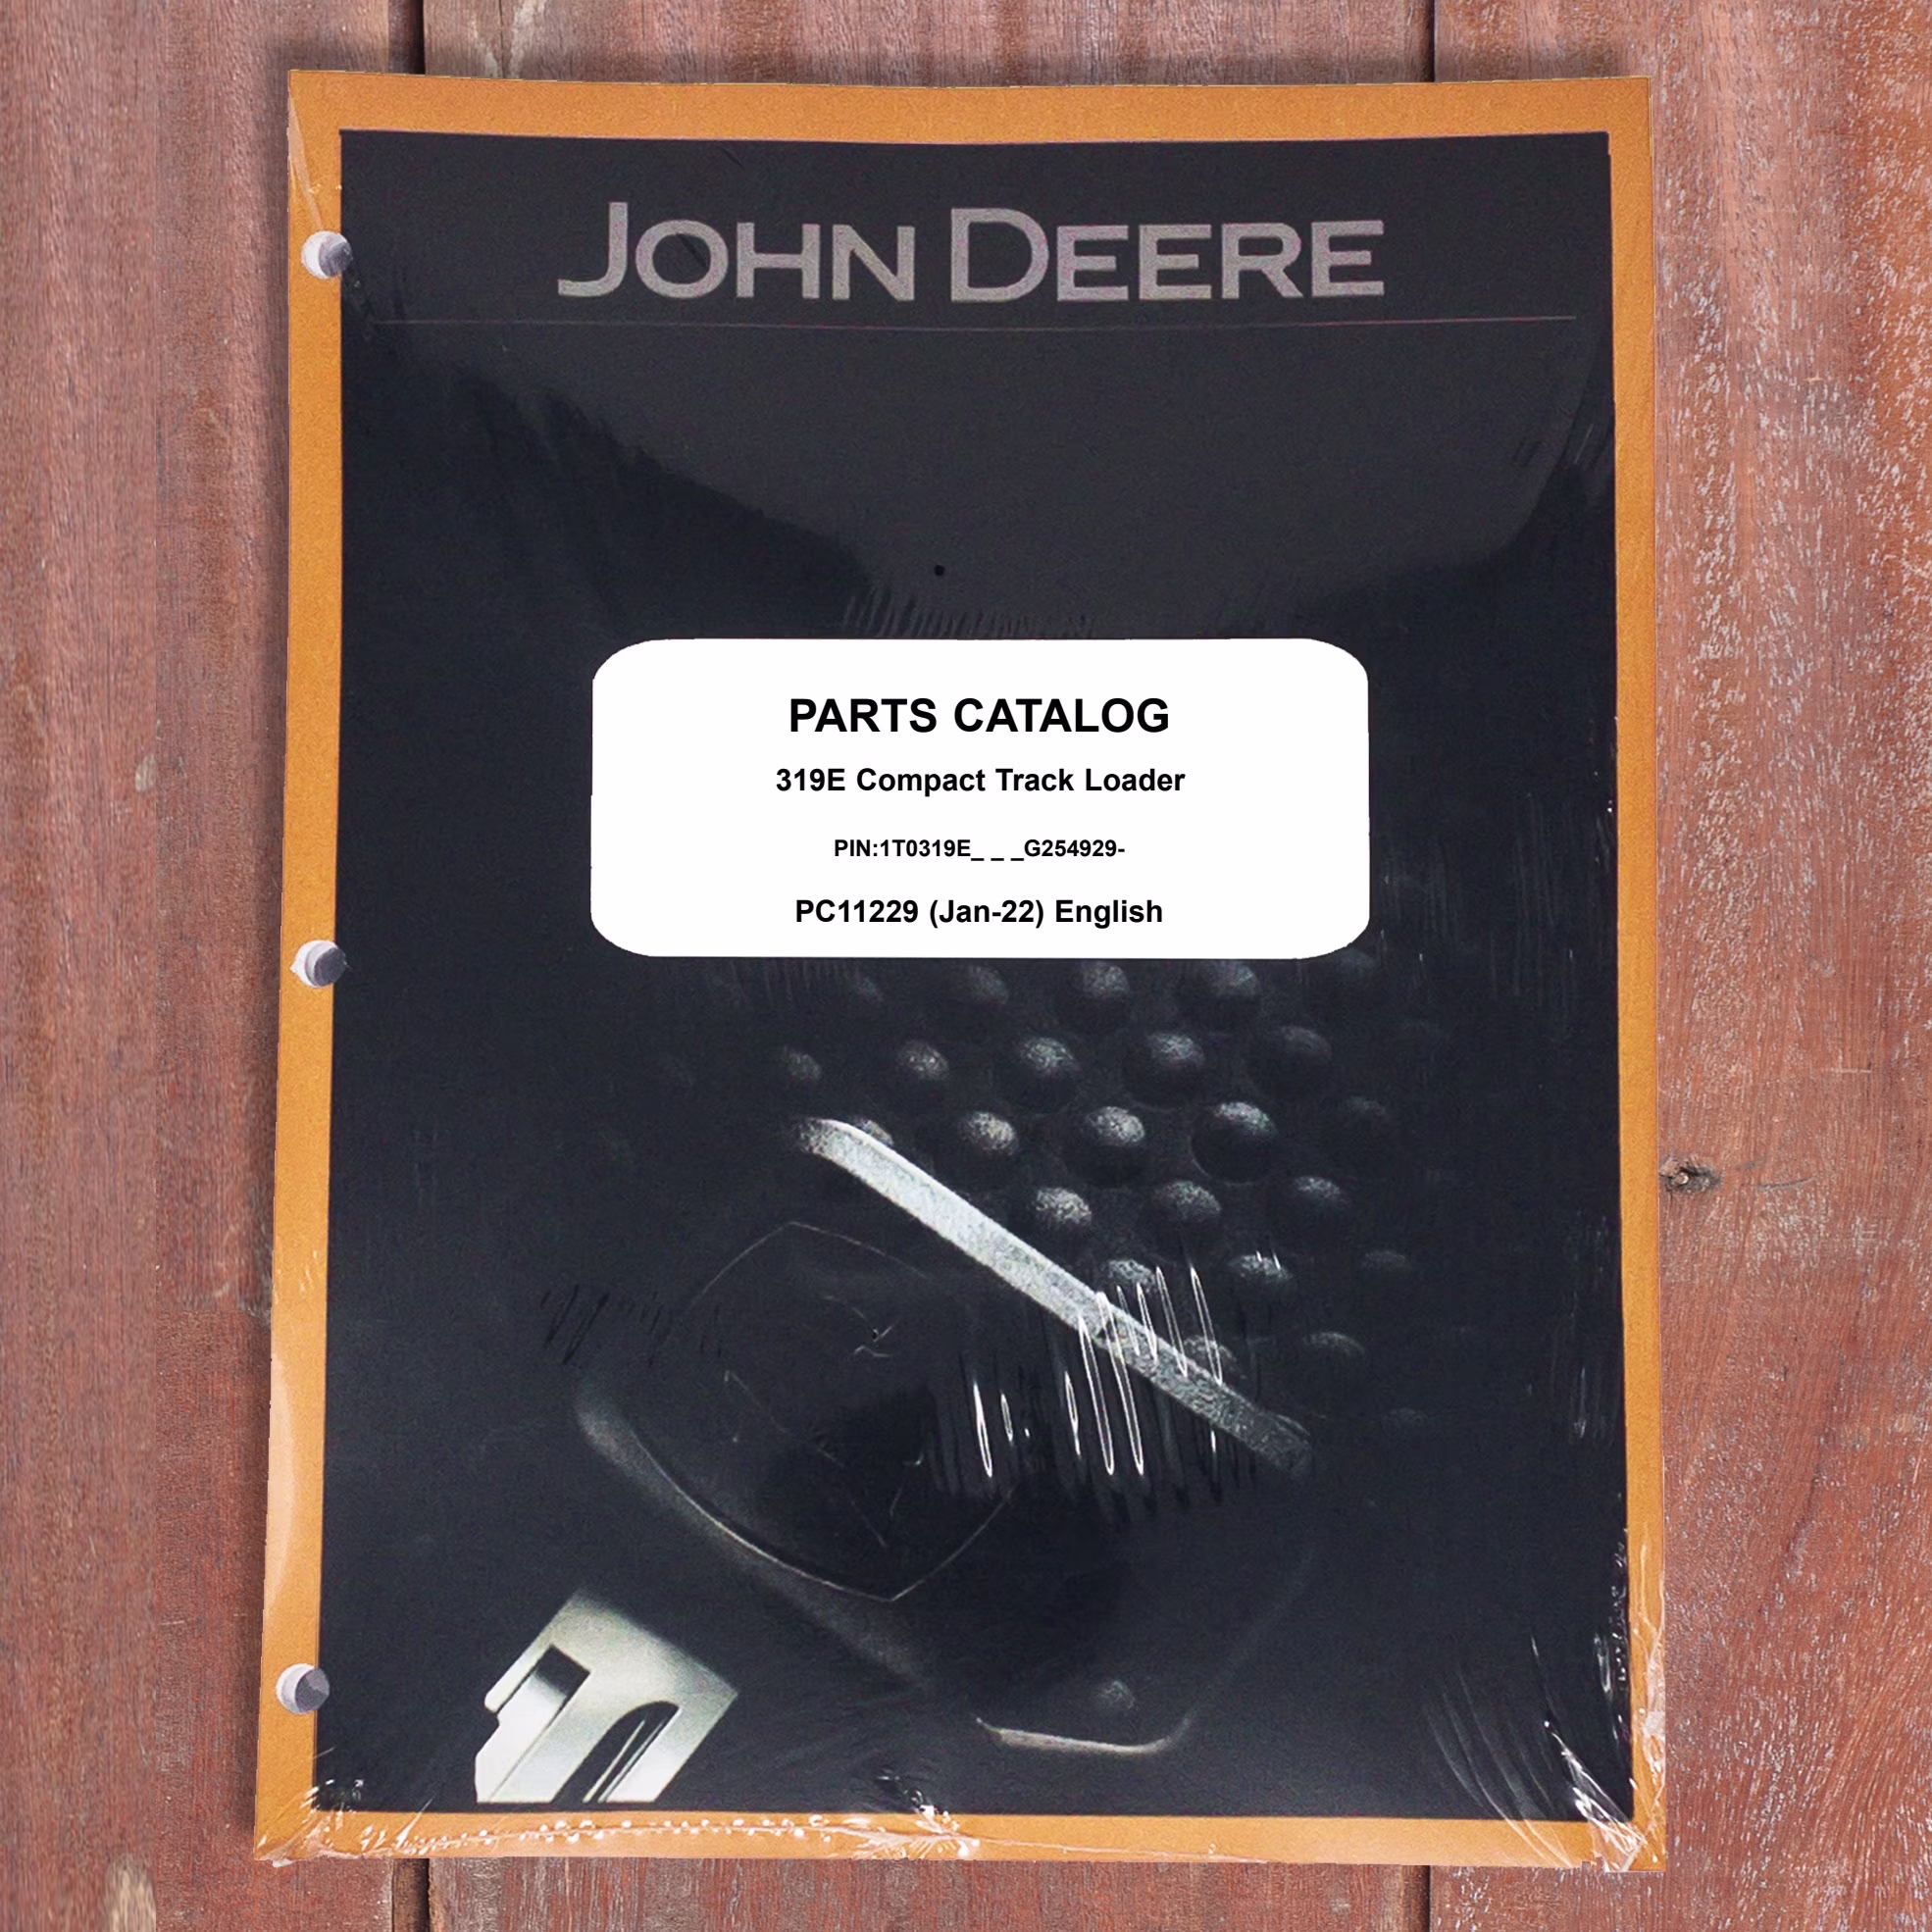 JOHN DEERE
PARTS CATALOG
319E Compact Track Loader
PIN:1T0319E_ _ _G254929-
PC11229 (Jan-22) English